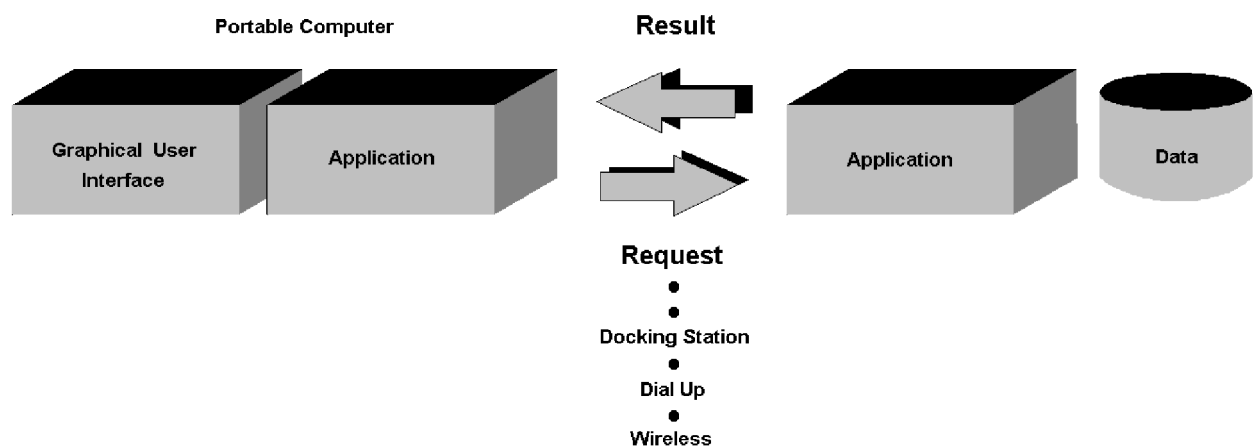 Portable Computer
Result
Graphical User
Interface
Application
Application
Data
Request
Docking Station
Dial Up
Wireless